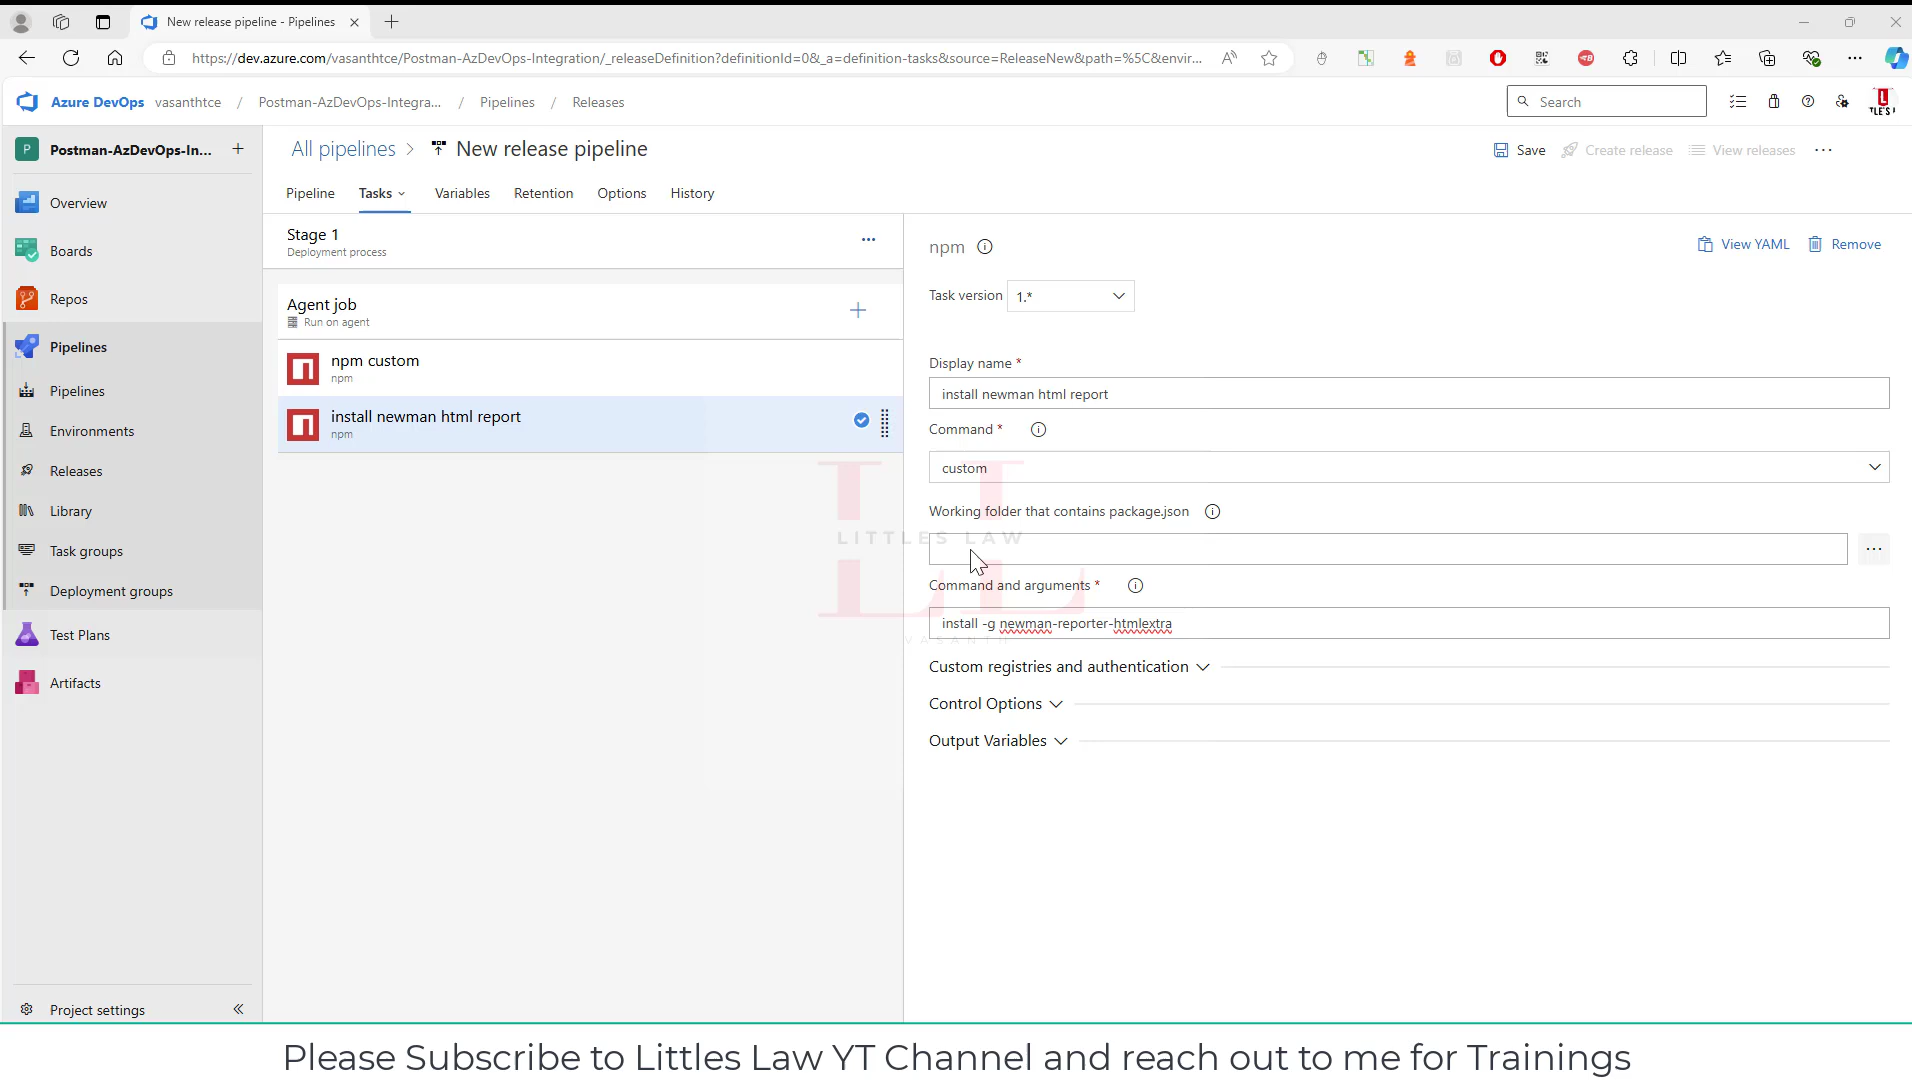 New release pipeline - Pipelines
https://dev.azure.com/vasanthtce/Postman-AzDevOps-Integration/_releaseDefinition?definitionId=0&_a=definition-tasks&source=ReleaseNew&path=%5C&envir...
Azure DevOps vasanthtce / Postman-AzDevOps-Integra... / Pipelines / Releases
Search
L
TLE'S
P Postman-AzDevOps-In... +
Overview
Boards
Repos
Pipelines
Pipelines
Environments
Releases
Library
Task groups
Deployment groups
Test Plans
Artifacts
Project settings
All pipelines > New release pipeline
Save Create release View releases
Pipeline Tasks Variables Retention Options History
Stage 1
Deployment process
Agent job
Run on agent
npm custom
npm
install newman html report
npm
npm
View YAML Remove
Task version 1.*
Display name *
install newman html report
Command *
custom
Working folder that contains package.json
Command and arguments *
install -g newman-reporter-htmlextra
Custom registries and authentication
Control Options
Output Variables
LL
LITTLES LAW
VASANTH
Please Subscribe to Littles Law YT Channel and reach out to me for Trainings